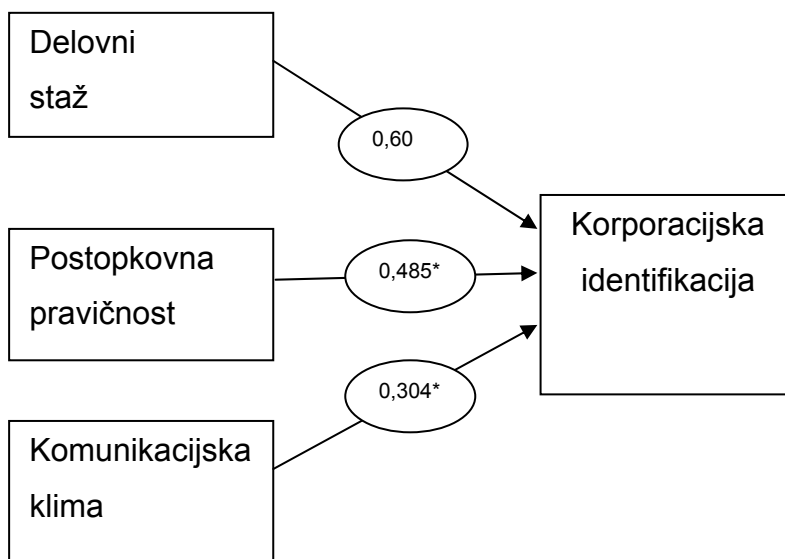 Delovni
staž
0,60
Korporacijska
identifikacija
Postopkovna
pravičnost
0,485*
0,304*
Komunikacijska
klima